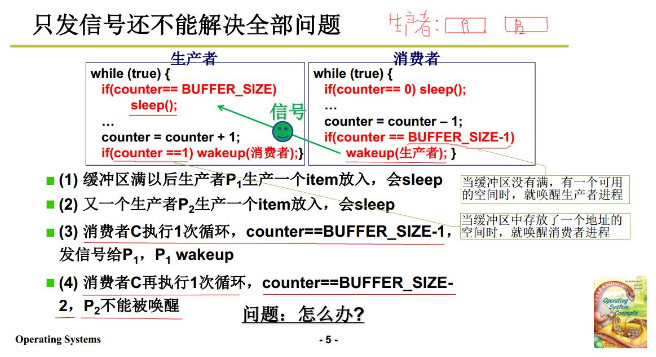 只发信号还不能解决全部问题
生产者: P1 P2
生产者
while (true) {
if(counter== BUFFER_SIZE)
sleep();
…
counter = counter + 1;
if(counter ==1) wakeup(消费者);}
信号
消费者
while (true) {
if(counter== 0) sleep();
…
counter = counter – 1;
if(counter == BUFFER_SIZE-1)
wakeup(生产者); }
(1) 缓冲区满以后生产者P1生产一个item放入，会sleep
(2) 又一个生产者P2生产一个item放入，会sleep
(3) 消费者C执行1次循环，counter==BUFFER_SIZE-1，
发信号给P1，P1 wakeup
(4) 消费者C再执行1次循环，counter==BUFFER_SIZE-
2，P2不能被唤醒
当缓冲区没有满，有一个可用
的空间时，就唤醒生产者进程
当缓冲区中存放了一个地址的
空间时，就唤醒消费者进程
问题：怎么办?
Operating
System
Concepts
Operating Systems
- 5 -